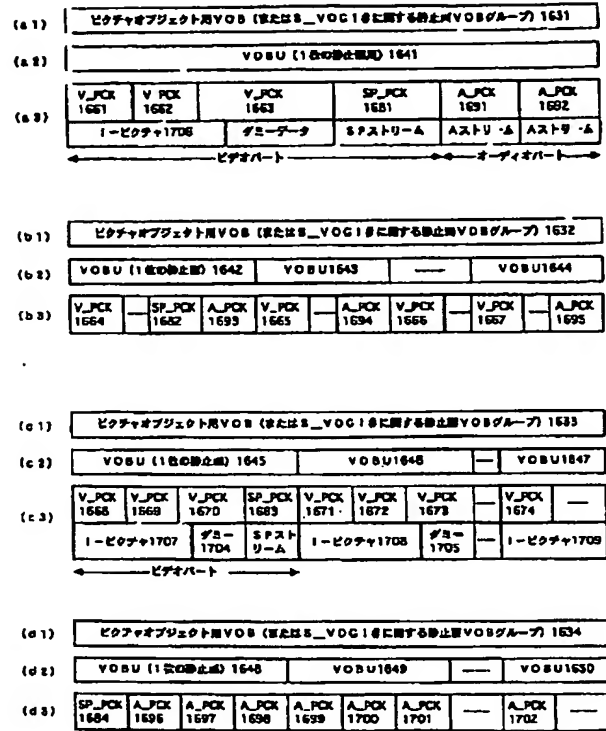 (a1) ピクチャオブジェクト用VOB（またはS__VOGI#に関する静止画VOBグループ）1631
(a2) VOBU（1枚の静止画用）1641
(a3) V_PCK 1661 V_PCK 1662 V_PCK 1663 SP_PCK 1681 A_PCK 1691 A_PCK 1692
I−ピクチャ1706 ダミーデータ SPストリーム Aストリーム Aストリーム
ビデオパート オーディオパート
(b1) ピクチャオブジェクト用VOB（またはS__VOGI#に関する静止画VOBグループ）1632
(b2) VOBU（1枚の静止画）1642 VOBU1643 VOBU1644
(b3) V_PCK 1664 SP_PCK 1682 A_PCK 1693 V_PCK 1665 A_PCK 1694 V_PCK 1666 V_PCK 1667 A_PCK 1695
(c1) ピクチャオブジェクト用VOB（またはS__VOGI#に関する静止画VOBグループ）1633
(c2) VOBU（1枚の静止画）1645 VOBU1646 VOBU1647
(c3) V_PCK 1668 V_PCK 1669 V_PCK 1670 SP_PCK 1683 V_PCK 1671 V_PCK 1672 V_PCK 1673 V_PCK 1674
I−ピクチャ1707 ダミー 1704 SPストリーム I−ピクチャ1708 ダミー 1705 I−ピクチャ1709
ビデオパート
(d1) ピクチャオブジェクト用VOB（またはS__VOGI#に関する静止画VOBグループ）1634
(d2) VOBU（1枚の静止画）1648 VOBU1649 VOBU1650
(d3) SP_PCK 1684 A_PCK 1696 A_PCK 1697 A_PCK 1698 A_PCK 1699 A_PCK 1700 A_PCK 1701 A_PCK 1702